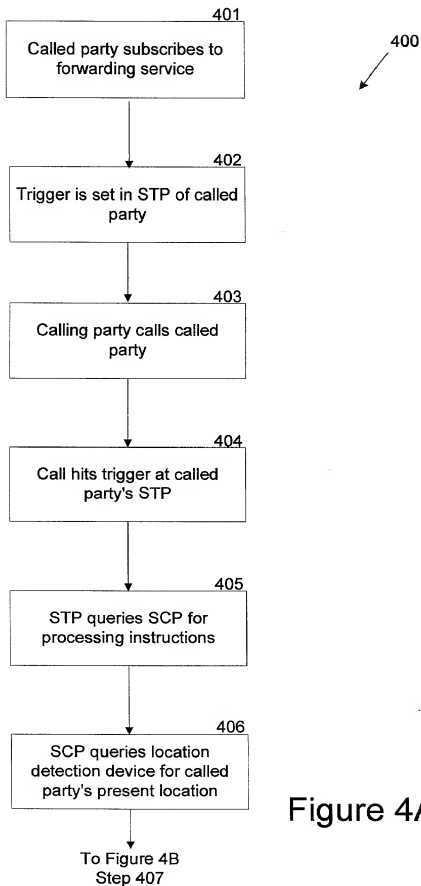 401
Called party subscribes to
forwarding service
400
402
Trigger is set in STP of called
party
403
Calling party calls called
party
404
Call hits trigger at called
party's STP
405
STP queries SCP for
processing instructions
406
SCP queries location
detection device for called
party's present location
Figure 4A
To Figure 4B
Step 407